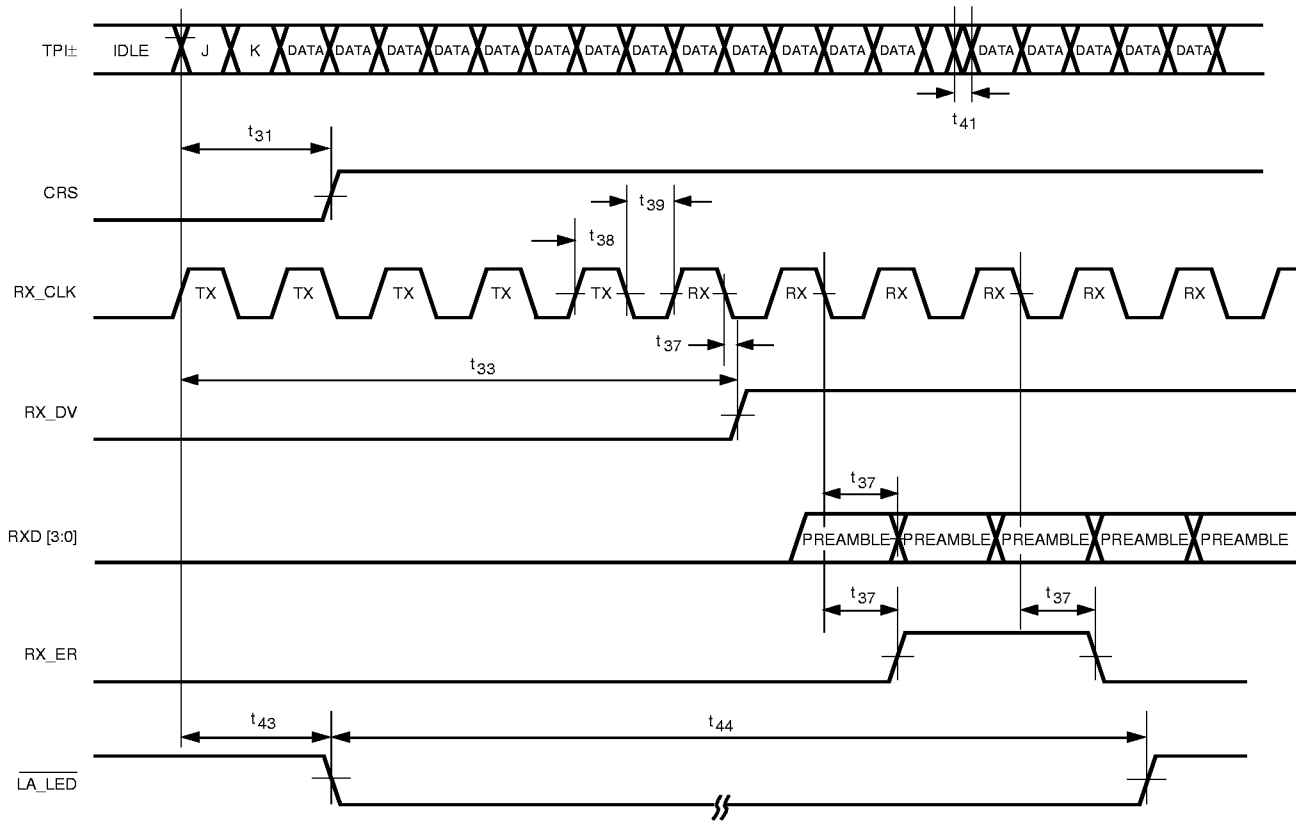 TPI± IDLE J K DATA DATA DATA DATA DATA DATA DATA DATA DATA DATA DATA DATA DATA DATA DATA DATA DATA DATA
t41
t31
CRS
t39
t38
RX_CLK TX TX TX TX TX RX RX RX RX RX RX
t37
t33
RX_DV
t37
RXD [3:0] PREAMBLE PREAMBLE PREAMBLE PREAMBLE PREAMBLE
t37 t37
RX_ER
t43 t44
LA_LED